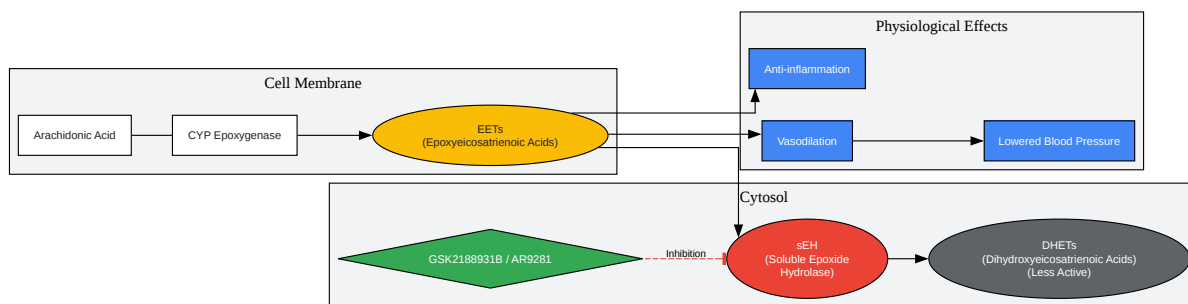 Physiological Effects
Anti-inflammation
Cell Membrane
Arachidonic Acid
CYP Epoxygenase
EETs
(Epoxyeicosatrienoic Acids)
Vasodilation
Lowered Blood Pressure
Cytosol
GSK2188931B / AR9281
Inhibition
sEH
(Soluble Epoxide
Hydrolase)
DHETs
(Dihydroxyeicosatrienoic Acids)
(Less Active)